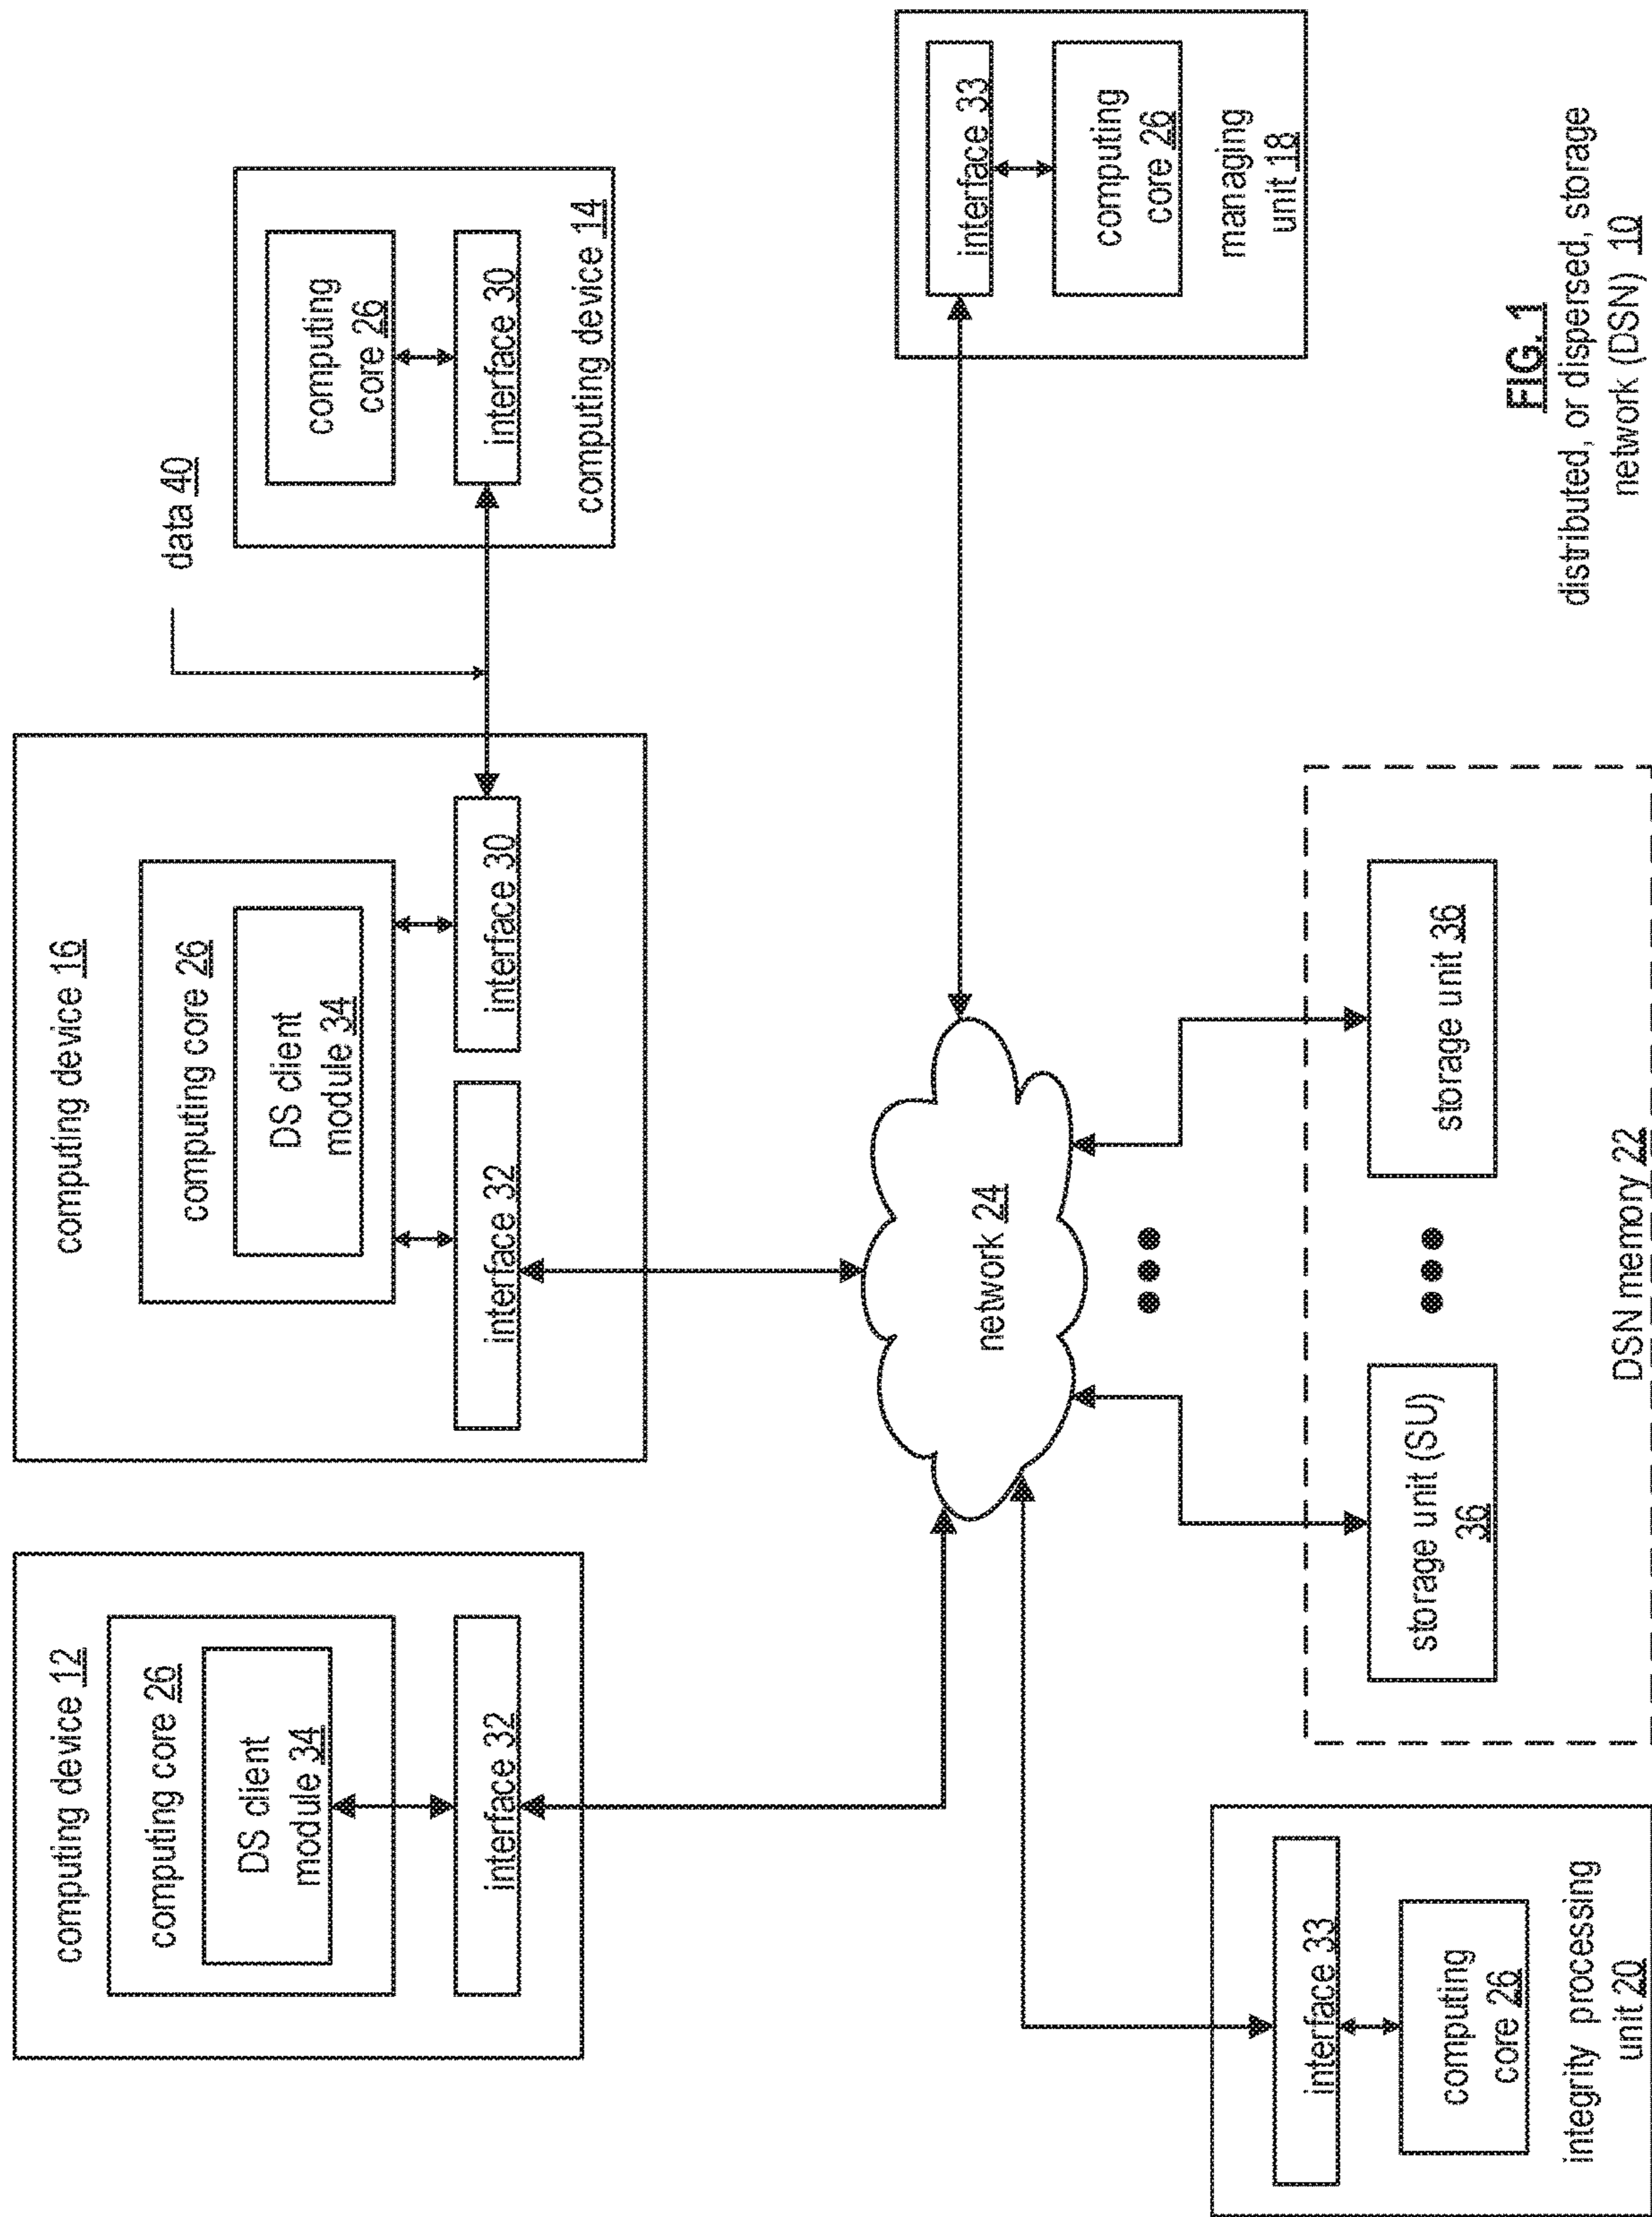 computing device 12
computing core 26
DS client
module 34
interface 32
computing device 16
computing core 26
DS client
module 34
interface 32
interface 30
data 40
computing
core 26
interface 30
computing device 14
network 24
interface 33
computing
core 26
managing
unit 18
interface 33
computing
core 26
integrity processing
unit 20
storage unit (SU)
36
storage unit 36
DSN memory 22
FIG. 1
distributed, or dispersed, storage
network (DSN) 10